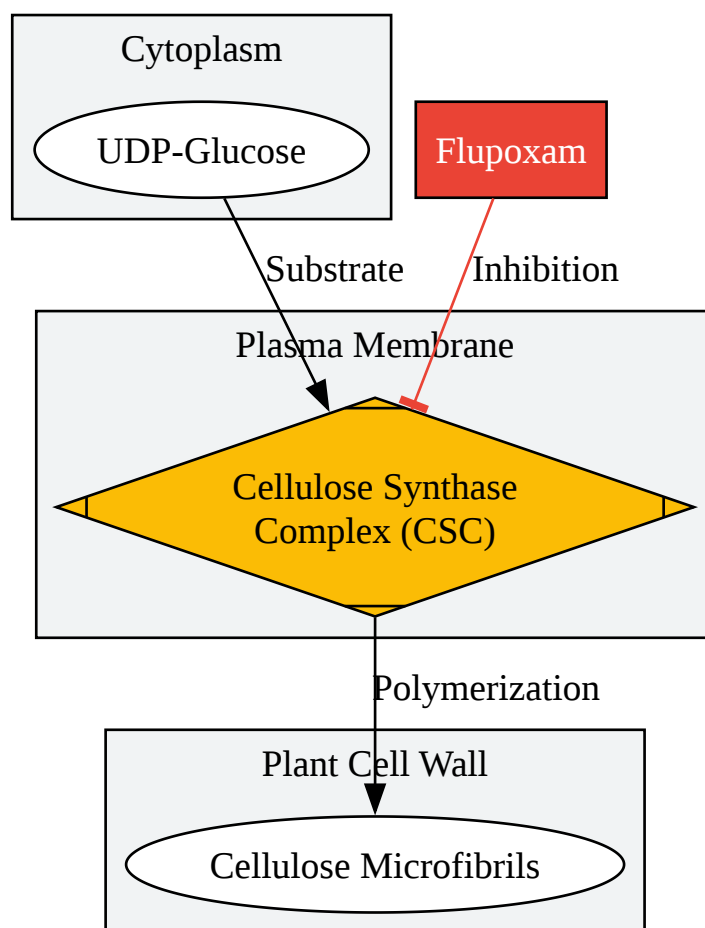 Cytoplasm
UDP-Glucose
Flupoxam
Substrate
Inhibition
Plasma Membrane
Cellulose Synthase
Complex (CSC)
Polymerization
Plant Cell Wall
Cellulose Microfibrils